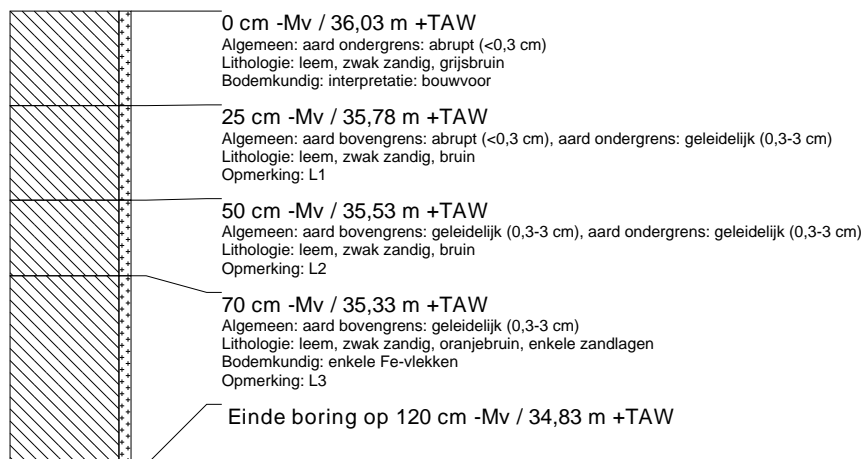 0 cm -Mv / 36,03 m +TAW
Algemeen: aard ondergrens: abrupt (<0,3 cm)
Lithologie: leem, zwak zandig, grijsbruin
Bodemkundig: interpretatie: bouwvoor
25 cm -Mv / 35,78 m +TAW
Algemeen: aard bovengrens: abrupt (<0,3 cm), aard ondergrens: geleidelijk (0,3-3 cm)
Lithologie: leem, zwak zandig, bruin
Opmerking: L1
50 cm -Mv / 35,53 m +TAW
Algemeen: aard bovengrens: geleidelijk (0,3-3 cm), aard ondergrens: geleidelijk (0,3-3 cm)
Lithologie: leem, zwak zandig, bruin
Opmerking: L2
70 cm -Mv / 35,33 m +TAW
Algemeen: aard bovengrens: geleidelijk (0,3-3 cm)
Lithologie: leem, zwak zandig, oranjebruin, enkele zandlagen
Bodemkundig: enkele Fe-vlekken
Opmerking: L3
Einde boring op 120 cm -Mv / 34,83 m +TAW